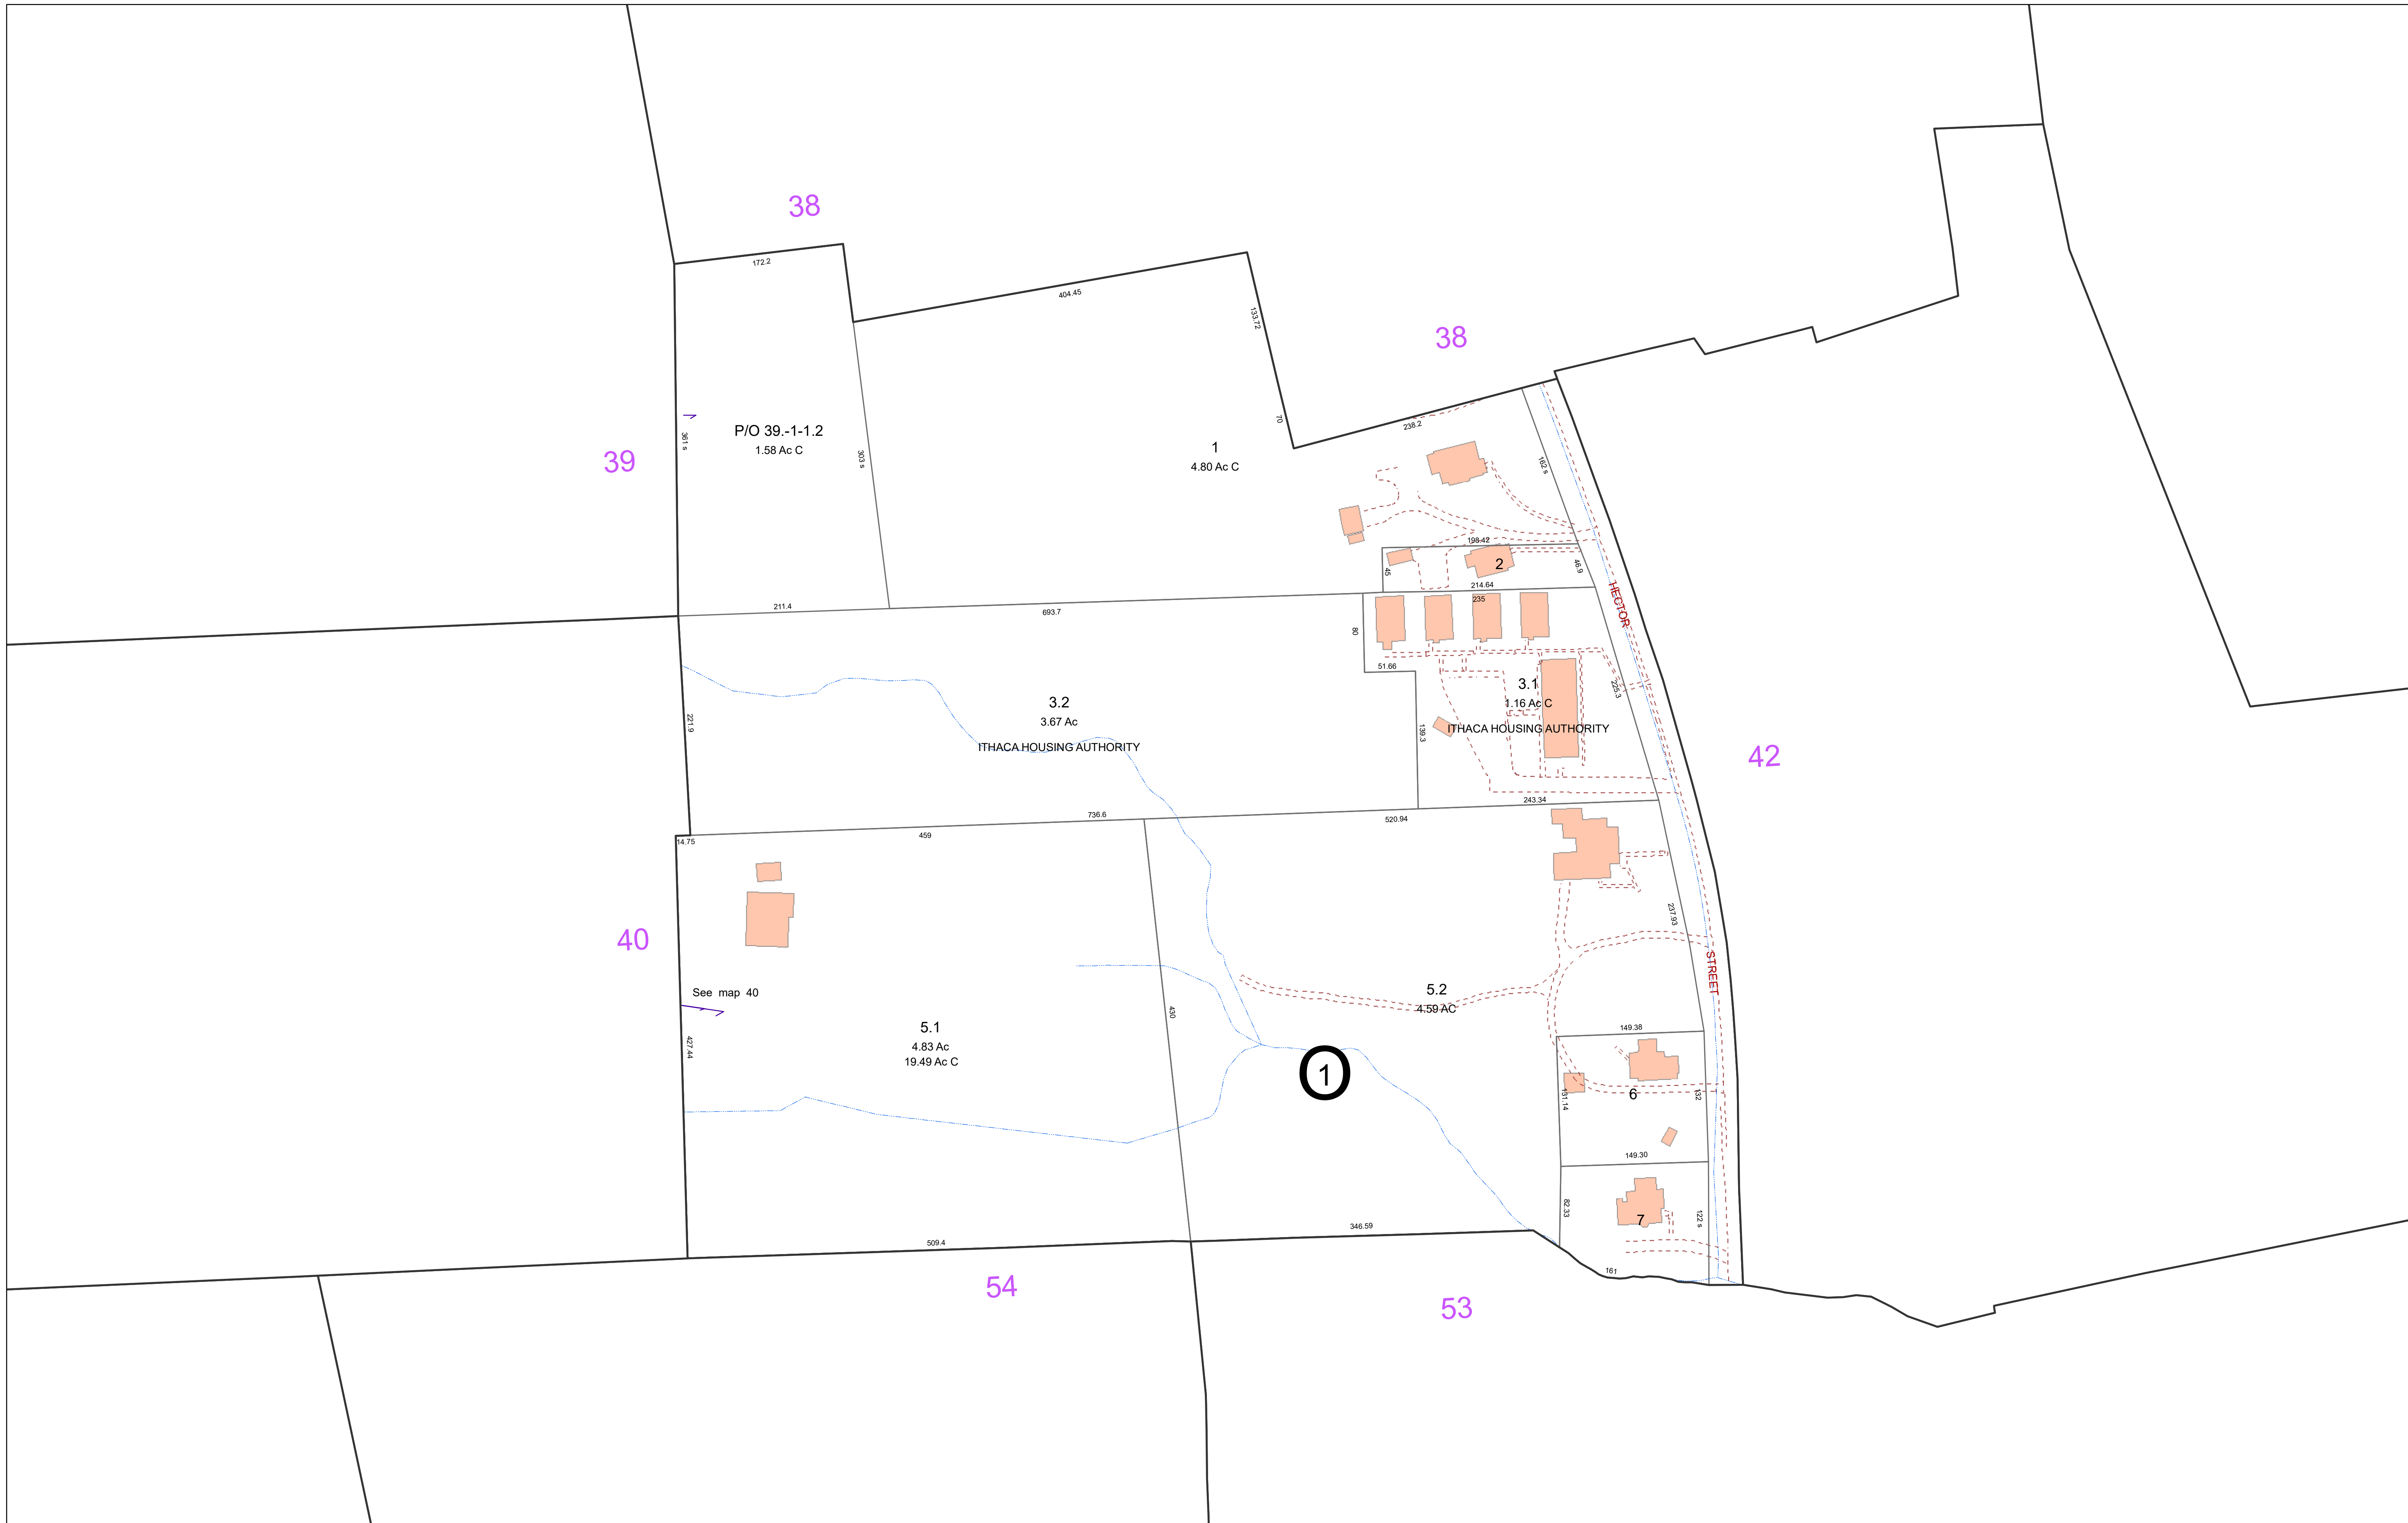 38
172.2
404.45
133.72
38
70
238.2
P/O 39.-1-1.2
1.58 Ac C
361 s
303 s
39
1
4.80 Ac C
162 s
198.42
2
45
46.9
214.64
211.4
693.7
235
HECTOR
80
51.66
3.1
1.16 Ac C
225.3
ITHACA HOUSING AUTHORITY
139.3
3.2
3.67 Ac
221.9
ITHACA HOUSING AUTHORITY
42
243.34
736.6
520.94
14.75
459
237.93
40
STREET
See map 40
5.2
4.59 AC
430
5.1
4.83 Ac
19.49 Ac C
427.44
1
149.38
131.14
6
132
149.30
82.33
7
122 s
346.59
509.4
161
54
53